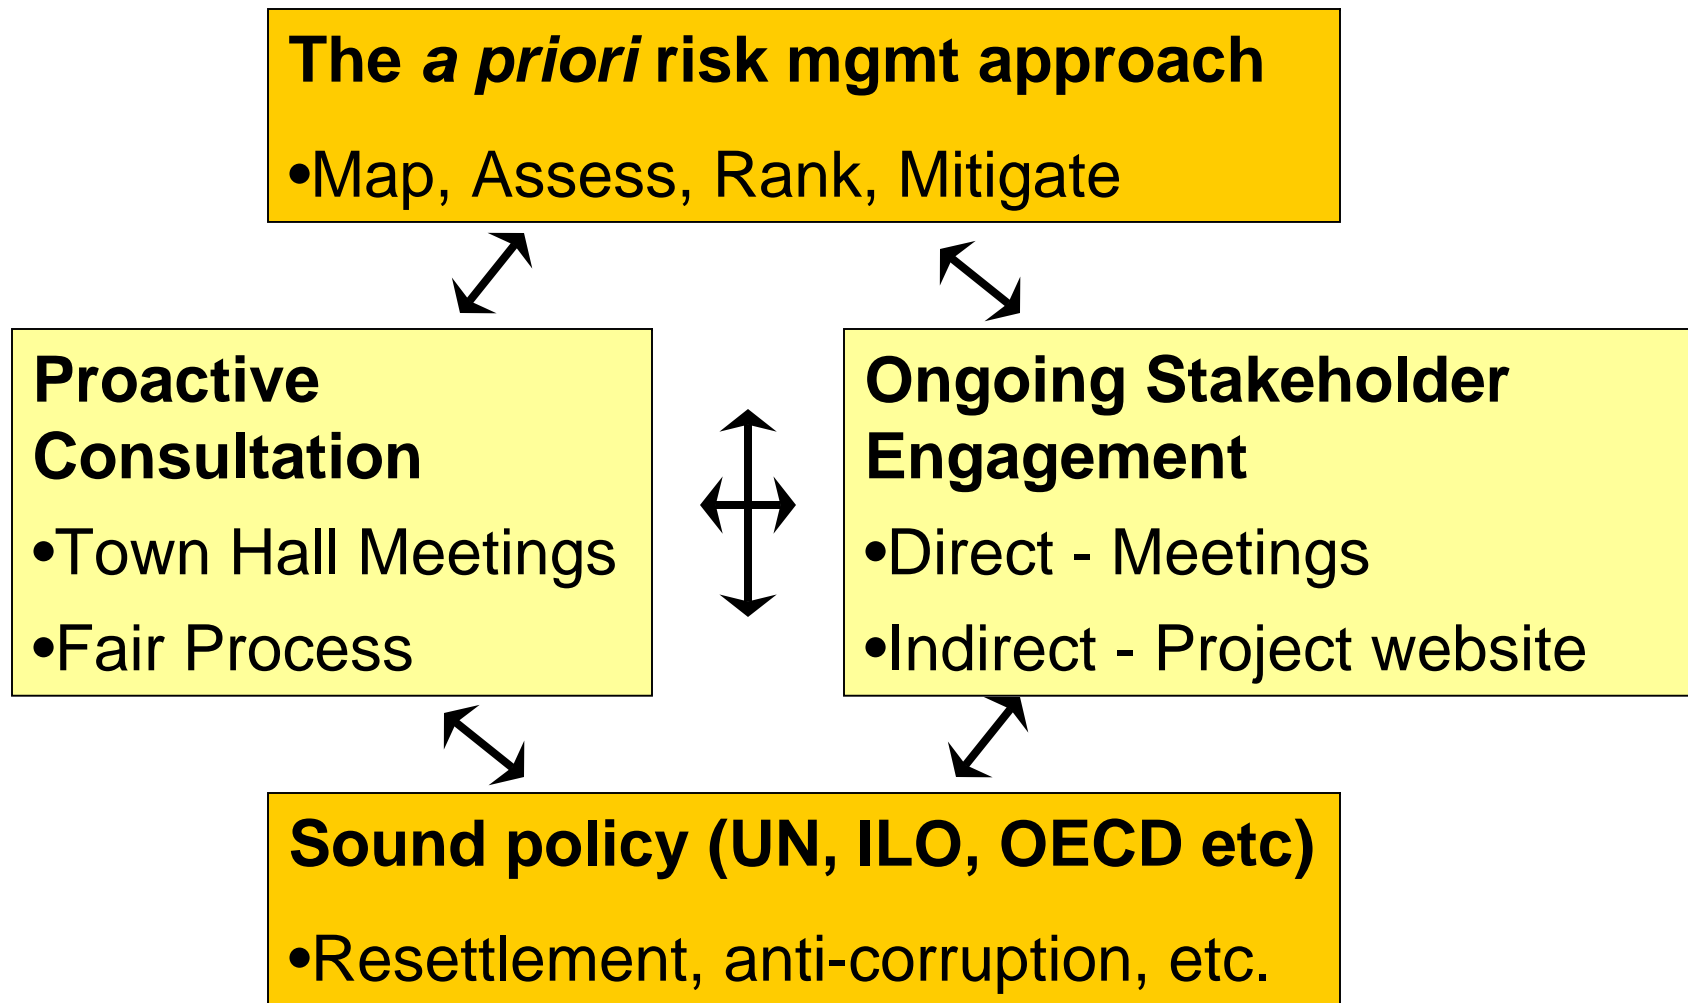 The a priori risk mgmt approach
•Map, Assess, Rank, Mitigate
Proactive
Consultation
•Town Hall Meetings
•Fair Process
Ongoing Stakeholder
Engagement
•Direct - Meetings
•Indirect - Project website
Sound policy (UN, ILO, OECD etc)
•Resettlement, anti-corruption, etc.